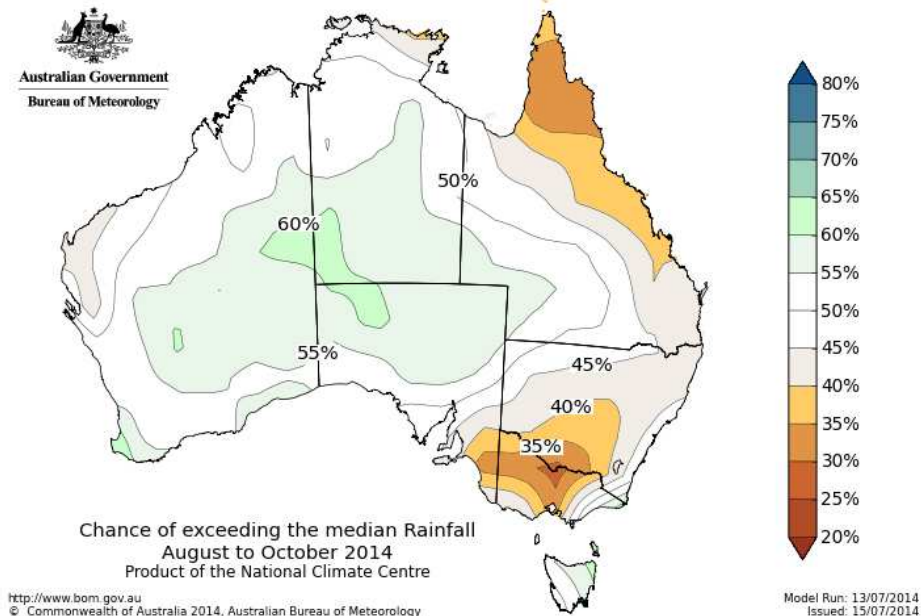 Australian Government
Bureau of Meteorology
80%
75%
70%
65%
60%
55%
50%
45%
40%
35%
30%
25%
20%
50%
60%
55%
45%
40%
35%
Chance of exceeding the median Rainfall
August to October 2014
Product of the National Climate Centre
http://www.bom.gov.au
© Commonwealth of Australia 2014, Australian Bureau of Meteorology
Model Run: 13/07/2014
Issued: 15/07/2014